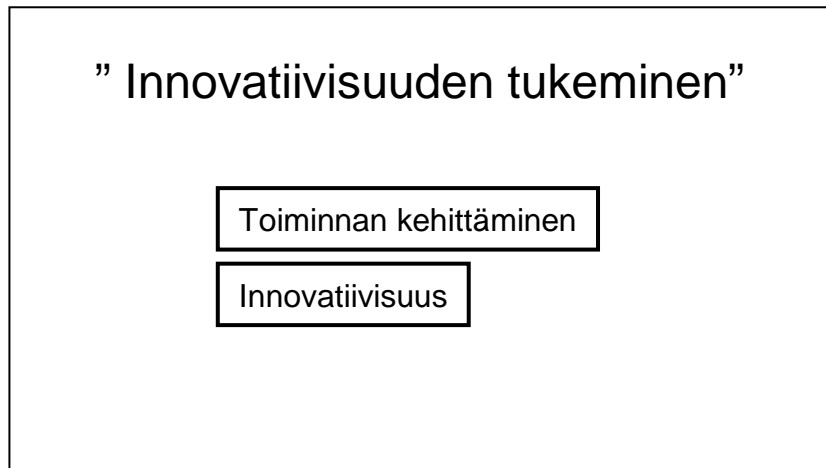 ” Innovatiivisuuden tukeminen”
Toiminnan kehittäminen
Innovatiivisuus